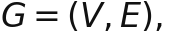 G = (V, E),